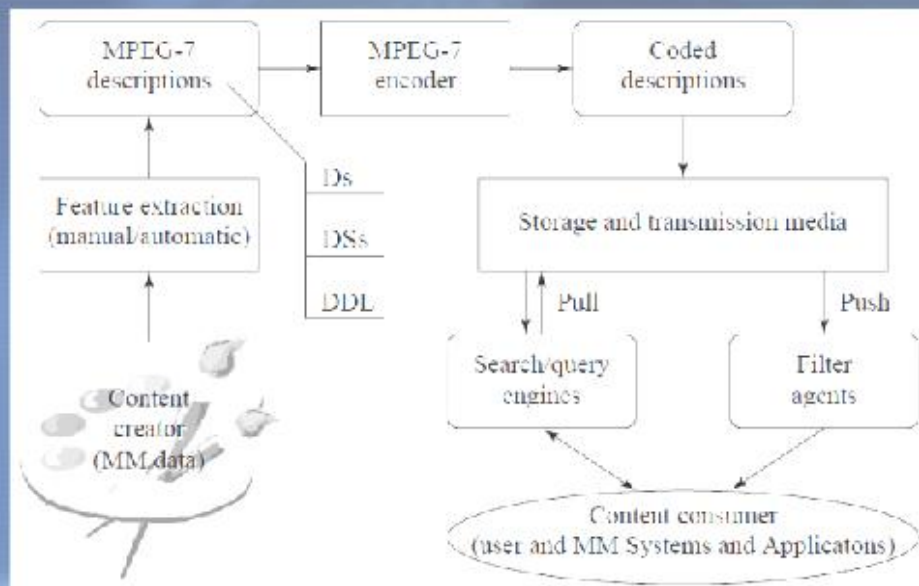 MPEG-7
descriptions
MPEG-7
encoder
Coded
descriptions
Feature extraction
(manual/automatic)
Ds
DSs
DDL
Storage and transmission media
Pull
Push
Content
creator
(MM data)
Search/query
engines
Filter
agents
Content consumer
(user and MM Systems and Applicatons)